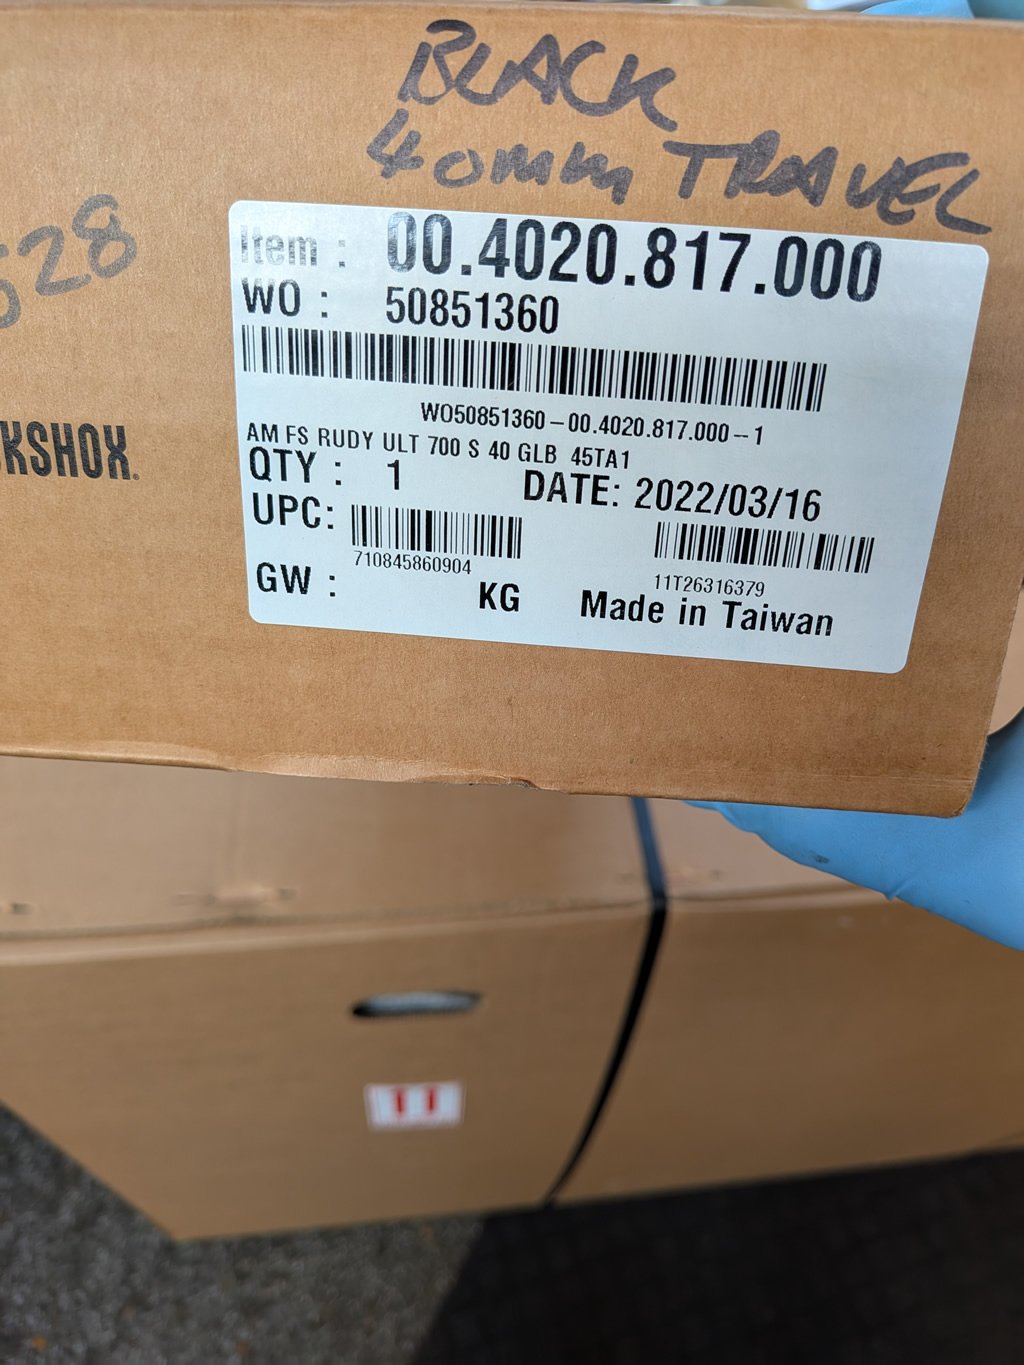 BLACK
40mm TRAVEL
528
Item : 00.4020.817.000
WO : 50851360
WO50851360-00.4020.817.000--1
AM FS RUDY ULT 700 S 40 GLB 45TA1
QTY : 1 DATE: 2022/03/16
UPC:
710845860904
11T26316379
GW : KG Made in Taiwan
KSHOX